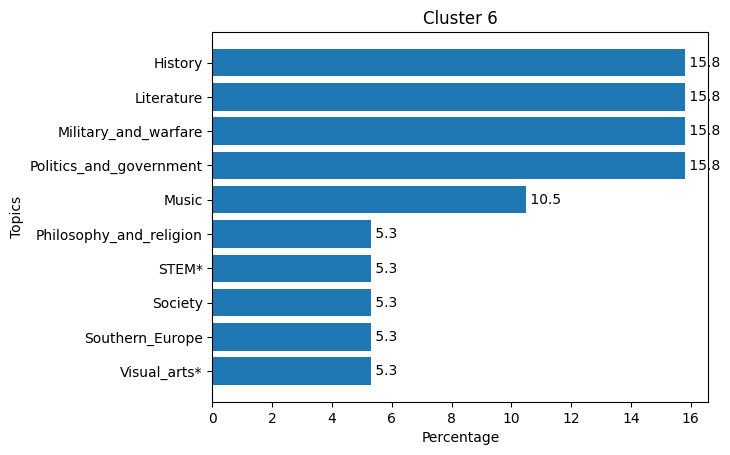 Cluster 6
History 15.8
Literature 15.8
Military_and_warfare 15.8
Politics_and_government 15.8
Music 10.5
Philosophy_and_religion 5.3
STEM* 5.3
Society 5.3
Southern_Europe 5.3
Visual_arts* 5.3
Topics
0 2 4 6 8 10 12 14 16
Percentage